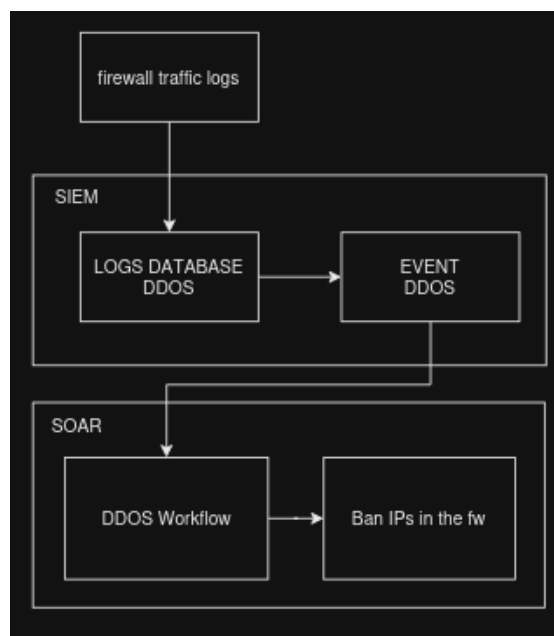 firewall traffic logs
SIEM
LOGS DATABASE
DDOS
EVENT
DDOS
SOAR
DDOS Workflow
Ban IPs in the fw